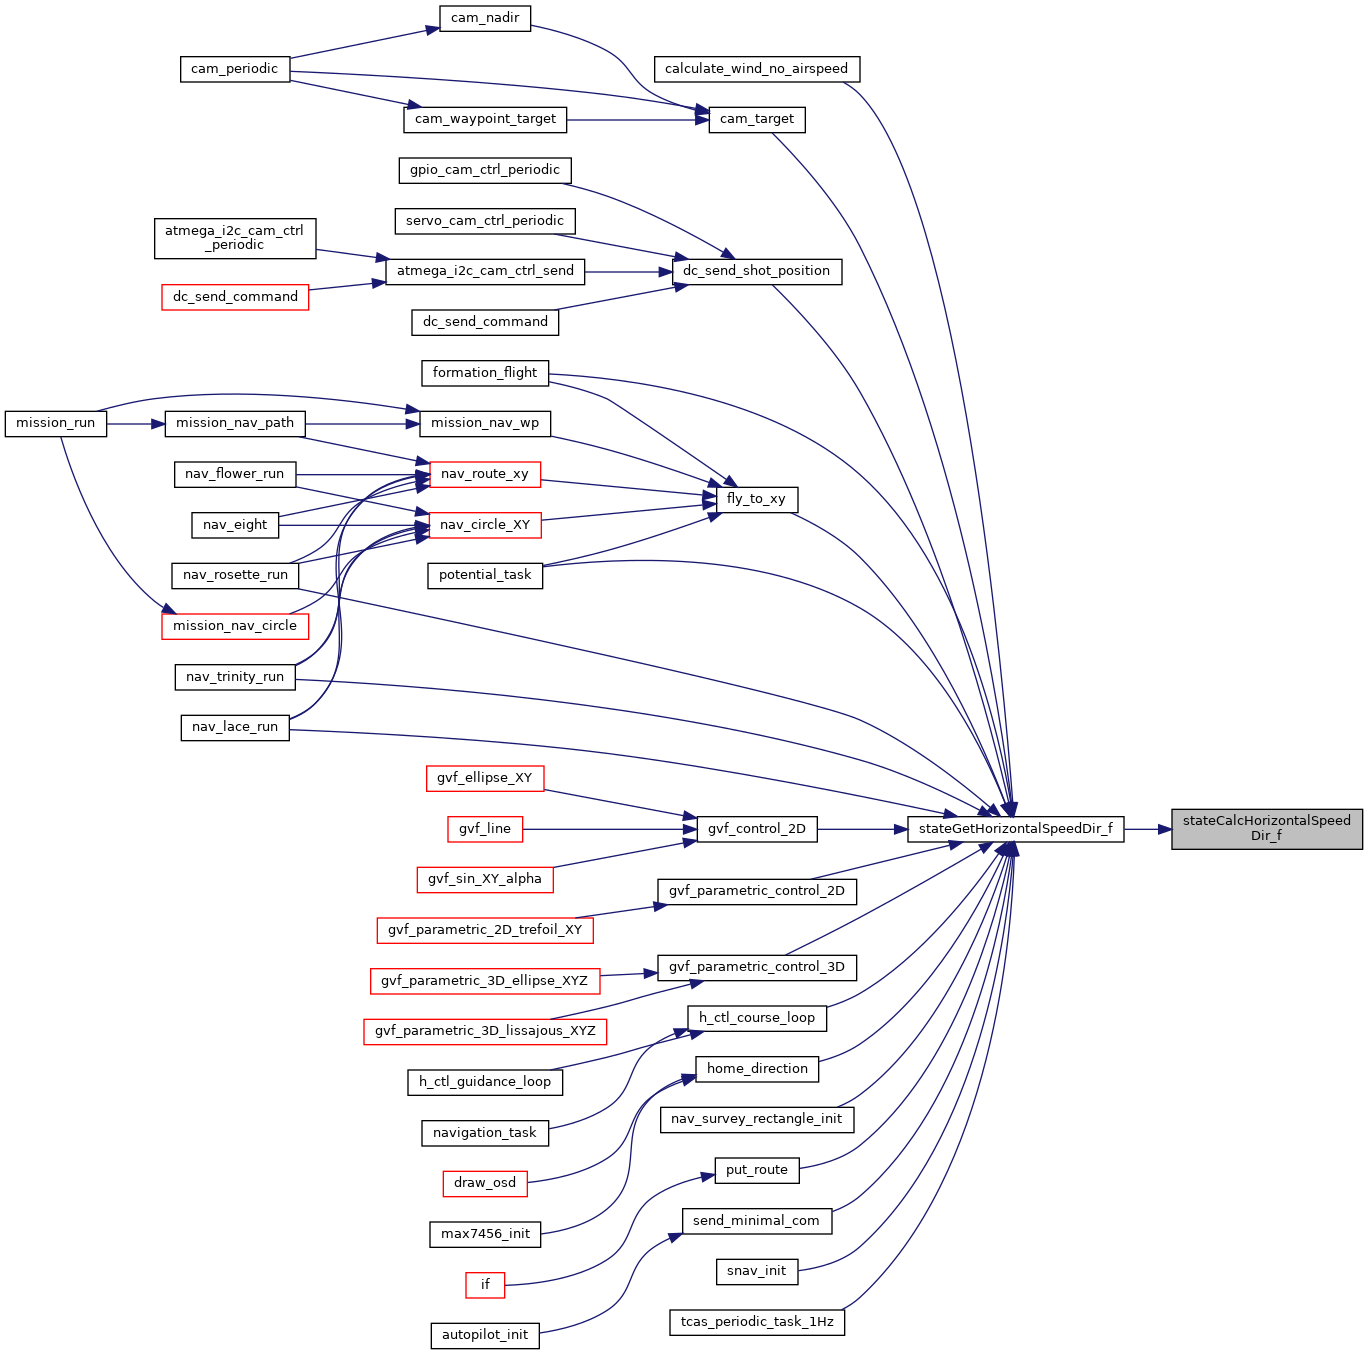 cam_nadir
cam_periodic
calculate_wind_no_airspeed
cam_waypoint_target
cam_target
gpio_cam_ctrl_periodic
servo_cam_ctrl_periodic
atmega_i2c_cam_ctrl
_periodic
atmega_i2c_cam_ctrl_send
dc_send_shot_position
dc_send_command
dc_send_command
formation_flight
mission_run
mission_nav_path
mission_nav_wp
nav_flower_run
nav_route_xy
fly_to_xy
nav_eight
nav_circle_XY
nav_rosette_run
potential_task
mission_nav_circle
nav_trinity_run
nav_lace_run
gvf_ellipse_XY
gvf_line
gvf_control_2D
stateGetHorizontalSpeedDir_f
stateCalcHorizontalSpeed
Dir_f
gvf_sin_XY_alpha
gvf_parametric_control_2D
gvf_parametric_2D_trefoil_XY
gvf_parametric_control_3D
gvf_parametric_3D_ellipse_XYZ
gvf_parametric_3D_lissajous_XYZ
h_ctl_course_loop
h_ctl_guidance_loop
home_direction
nav_survey_rectangle_init
navigation_task
put_route
draw_osd
send_minimal_com
max7456_init
snav_init
if
tcas_periodic_task_1Hz
autopilot_init